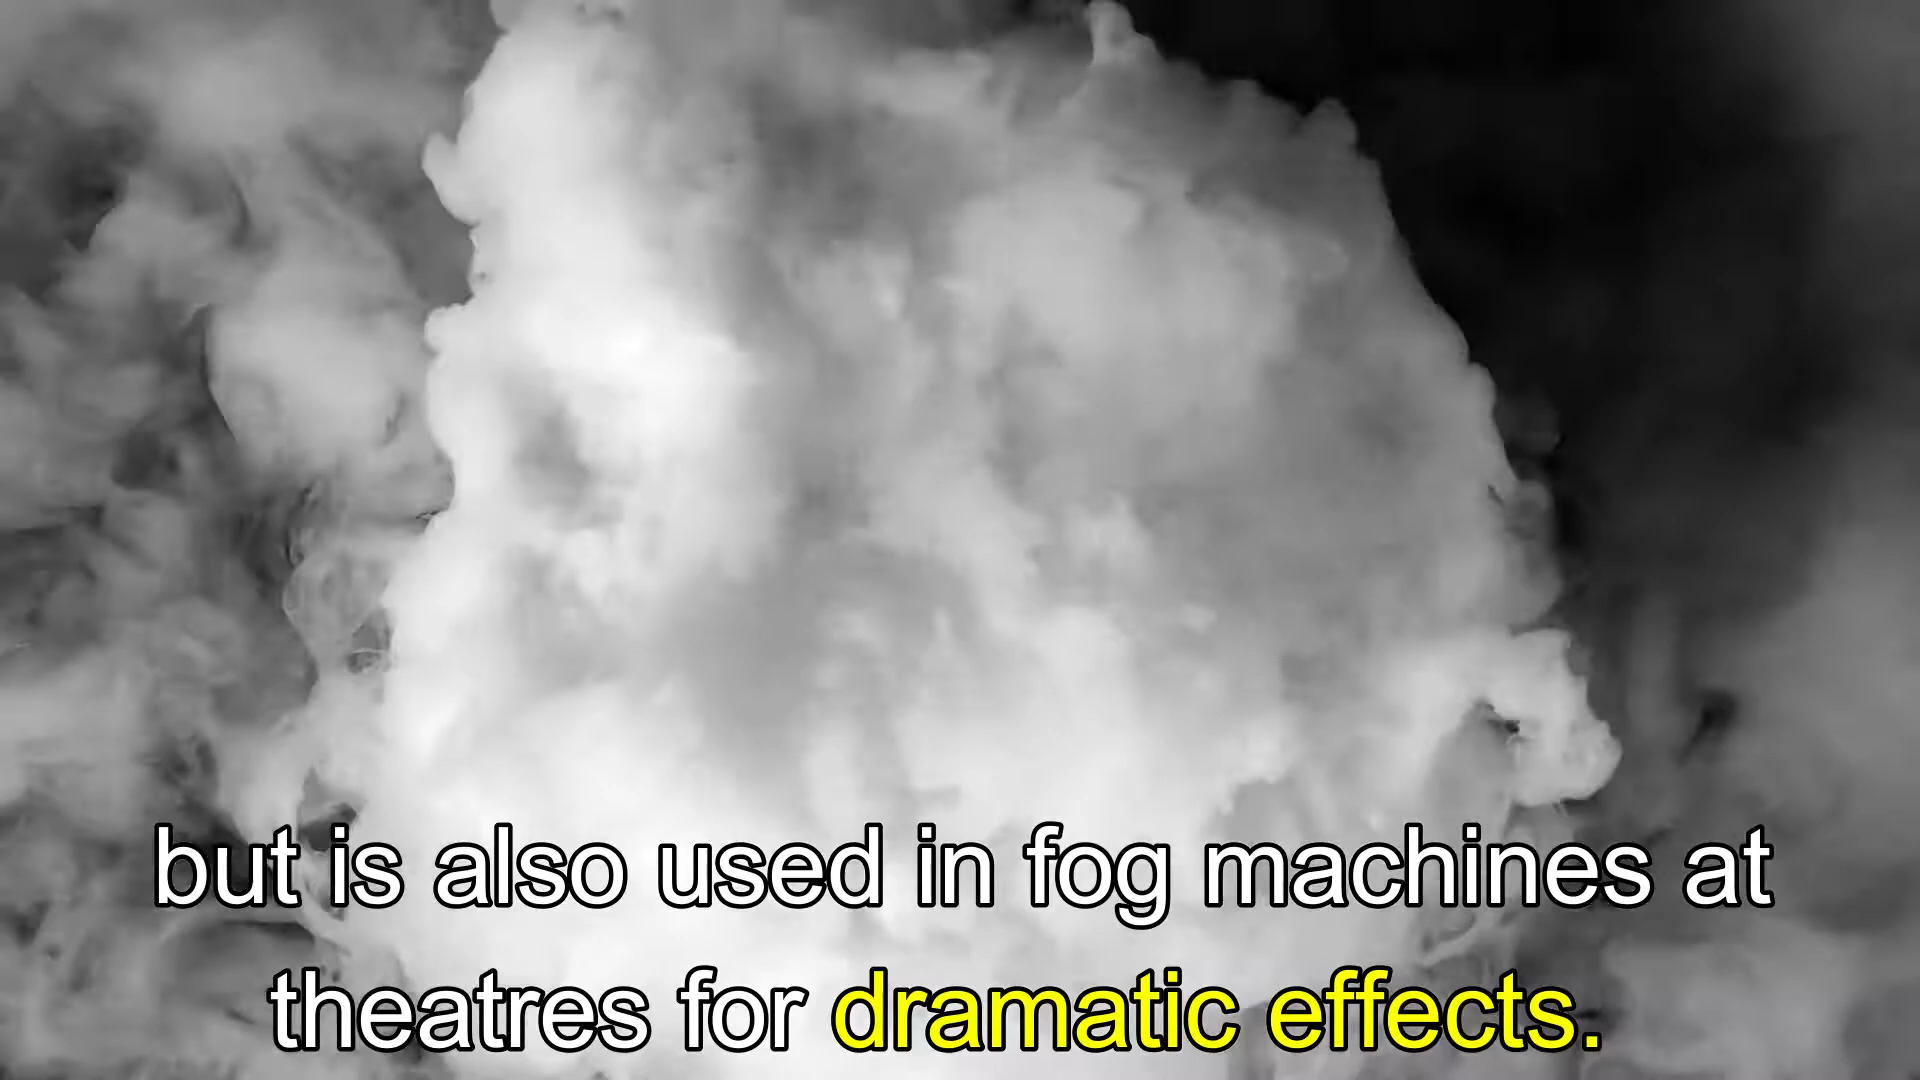 but is also used in fog machines at
theatres for dramatic effects.